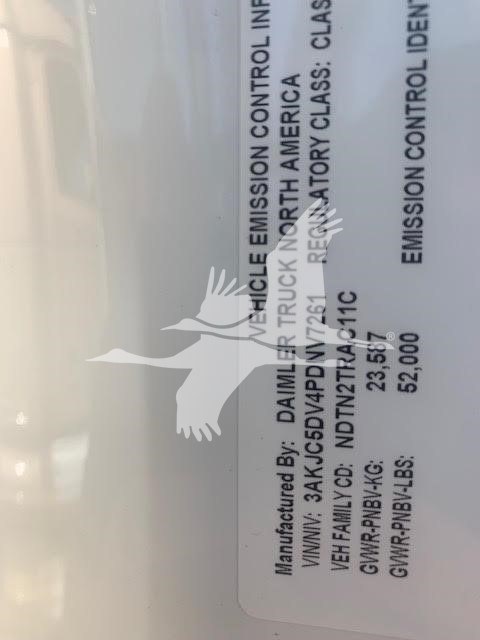 VEHICLE EMISSION CONTROL INF
Manufactured By: DAIMLER TRUCK NORTH AMERICA
VIN/NIV: 3AKJC5DV4PDNV7261 REGULATORY CLASS: CLAS
VEH FAMILY CD: NDTN2TRAC11C
GVWR-PNBV-KG: 23,587
GVWR-PNBV-LBS: 52,000 EMISSION CONTROL IDEN